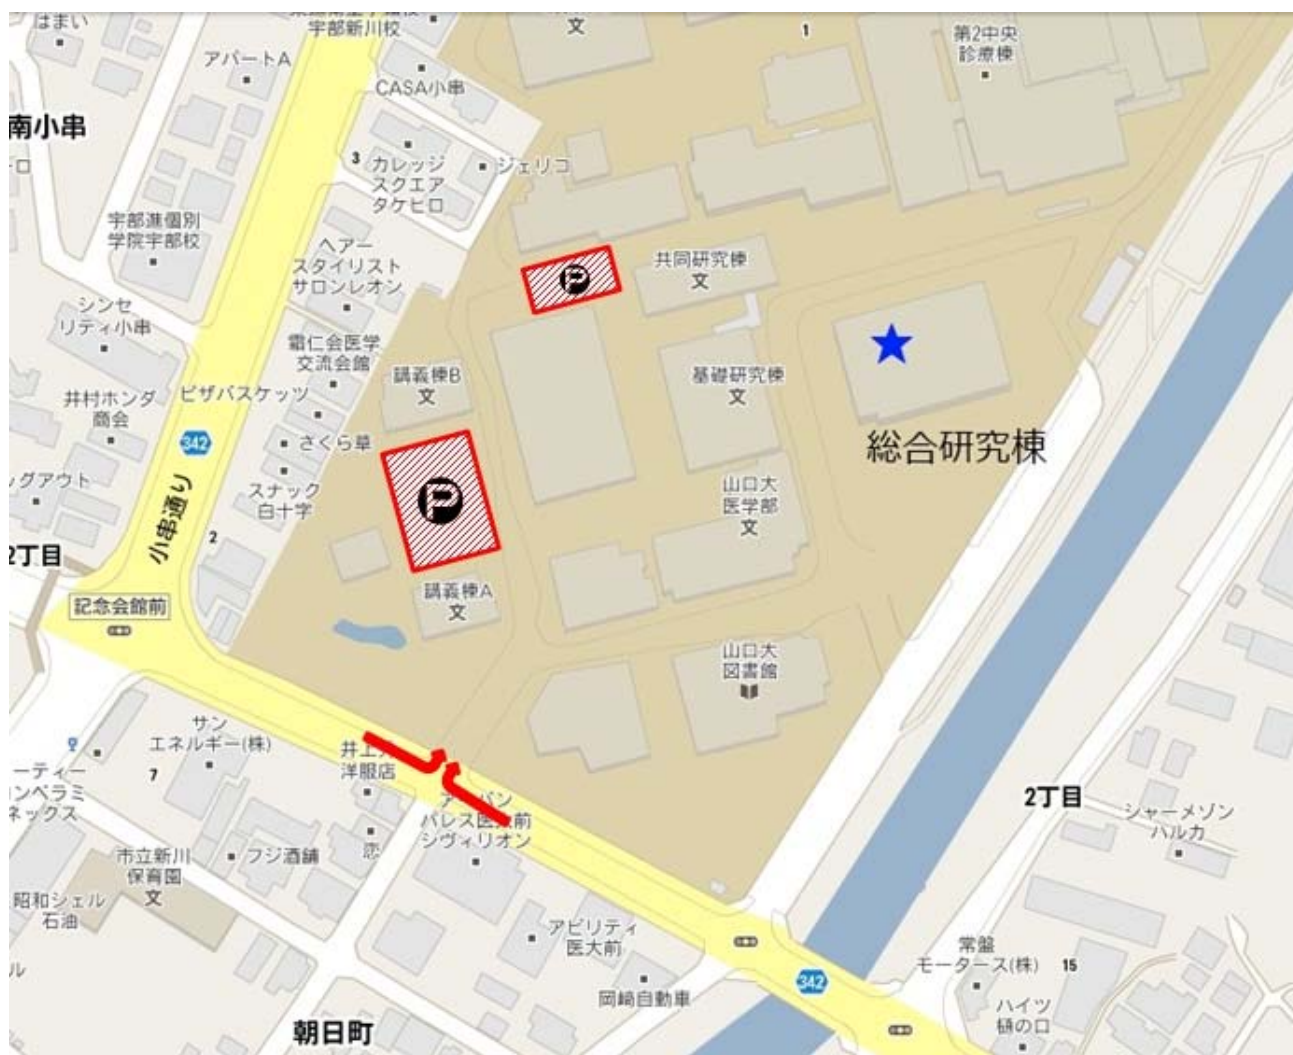 はまい
宇部新川校
文
1
第2中央
診療棟
アパートA
CASA小串
南小串
3
カレッジ
スクエア
タケヒロ
ジェリコ
宇部進個別
学院宇部校
ヘアー
スタイリスト
サロンレオン
P
共同研究棟
文
シンセ
リティ小串
霜仁会医学
交流会館
講義棟B
文
基礎研究棟
文
ピザバスケッツ
井村ホンダ
商会
342
さくら草
総合研究棟
グアウト
スナック
白十字
P
山口大
医学部
文
小串通り
2
2丁目
講義棟A
文
記念会館前
山口大
図書館
サン
エネルギー(株)
洋服店
7
ーティー
ンペラミ
ネックス
パレス医大前
シヴィリオン
2丁目
シャーメゾン
ハルカ
フジ酒舗
恋
市立新川
保育園
文
昭和シェル
石油
アビリティ
医大前
常盤
モータース(株)
15
ル
342
岡崎自動車
ハイツ
樋の口
朝日町